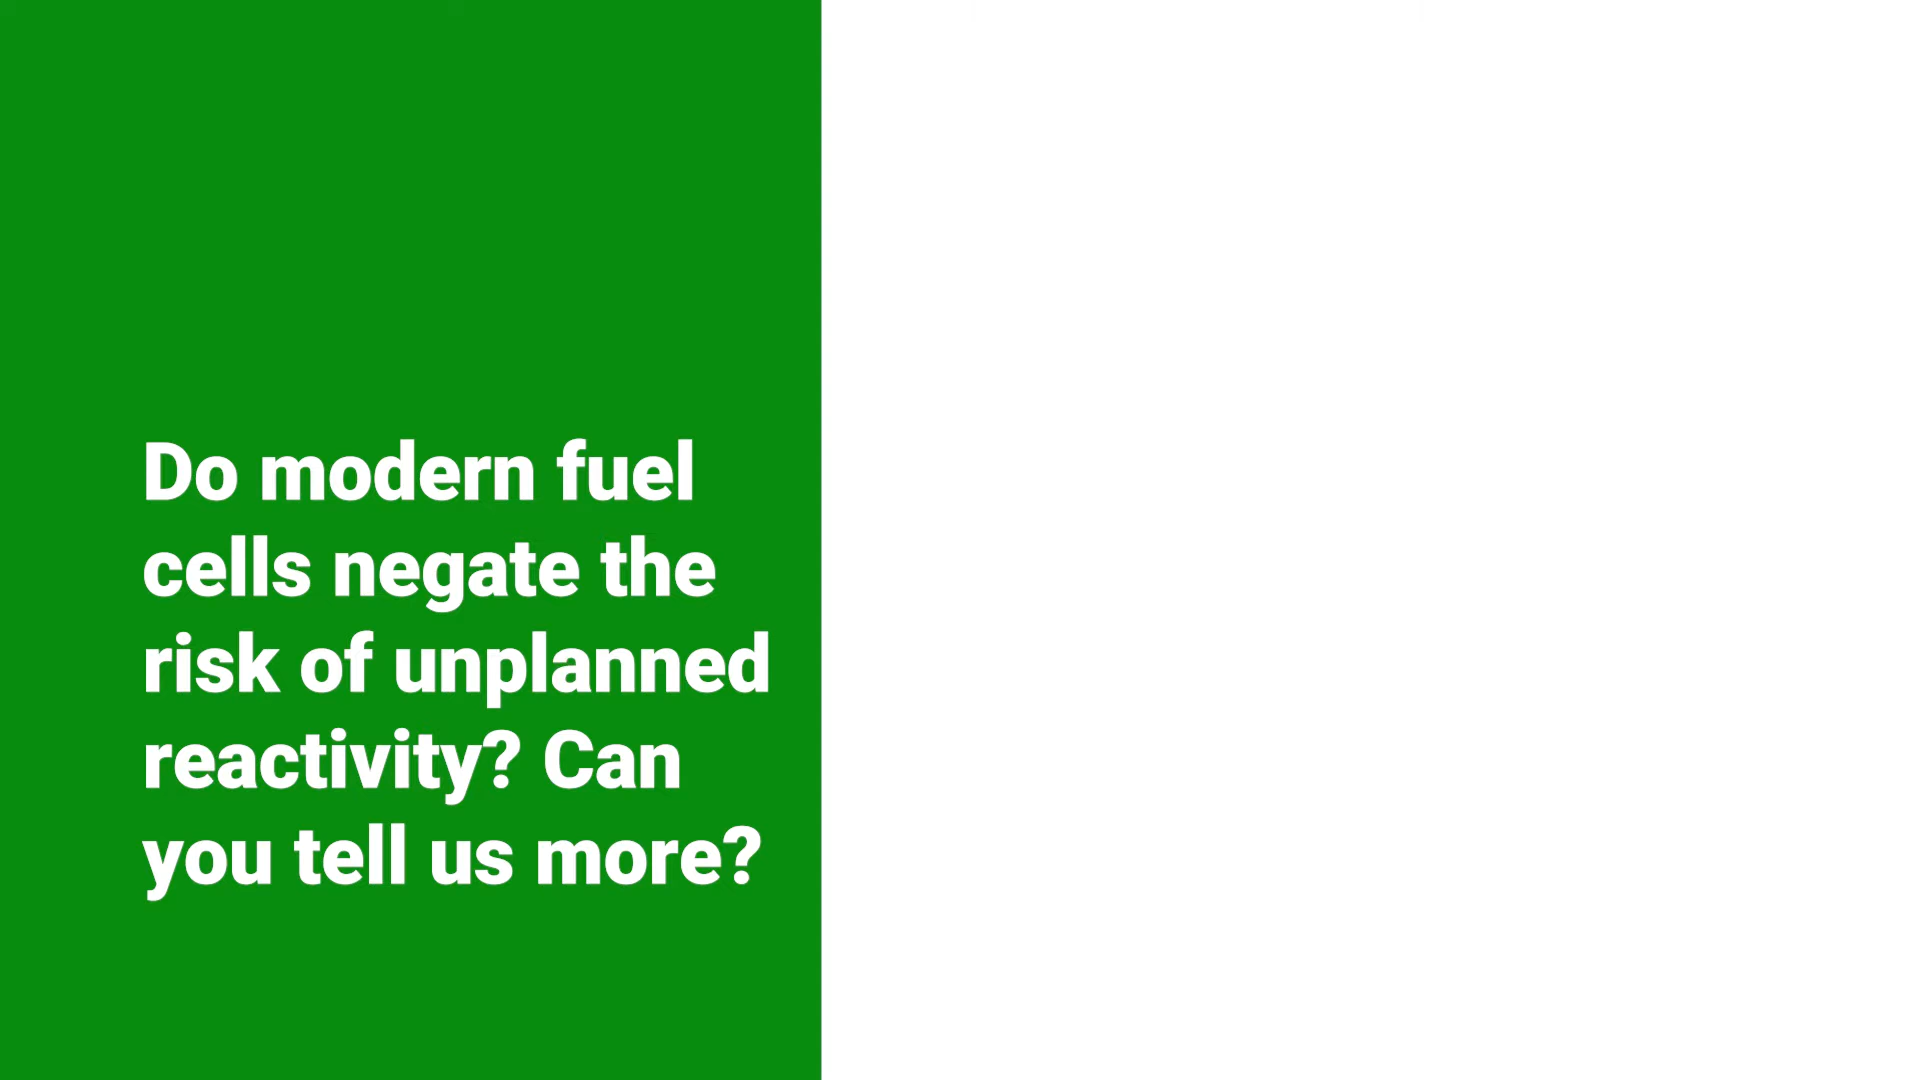 Do modern fuel
cells negate the
risk of unplanned
reactivity? Can
you tell us more?